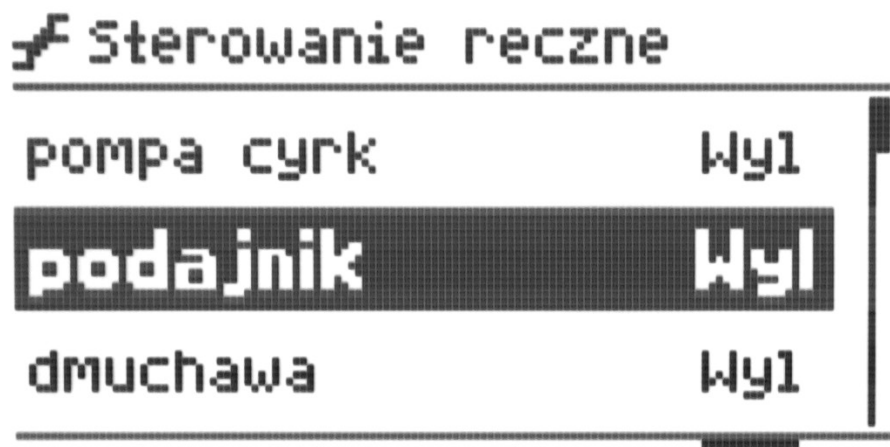 Sterowanie reczne
pompa cyrk Wyl
podajnik Wyl
dmuchawa Wyl